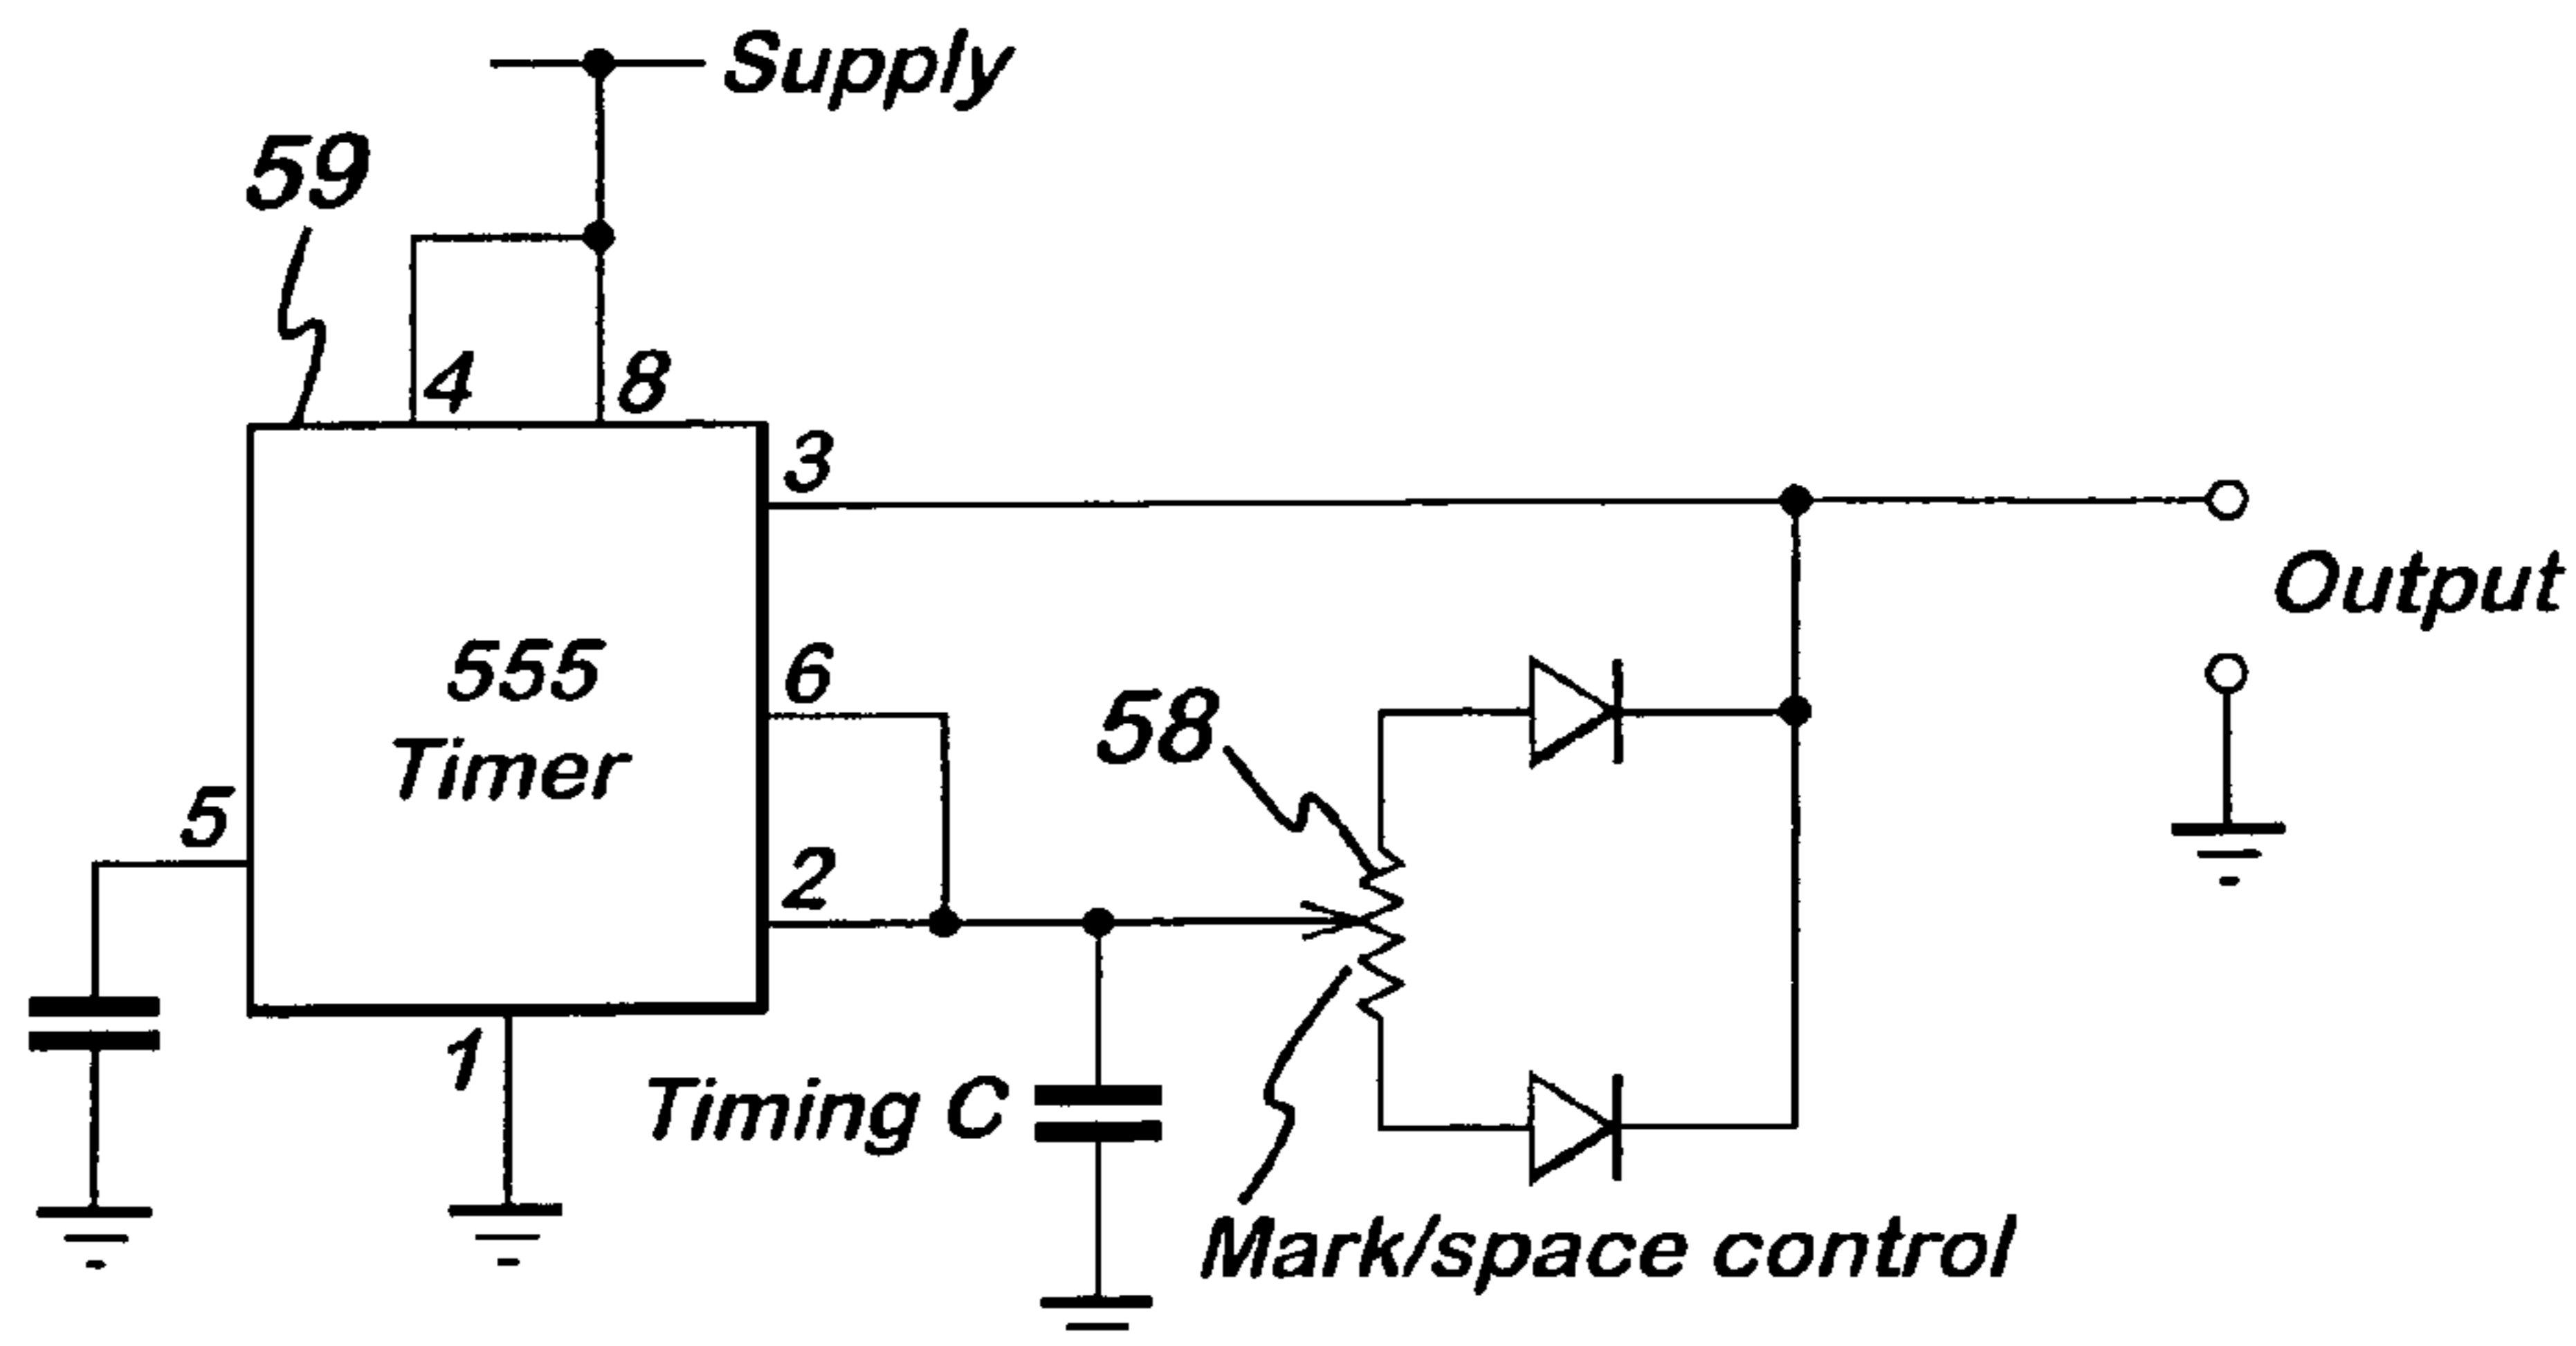 Supply
59
4
8
3
555
Timer
6
Output
58
5
2
1
Timing C
Mark/space control